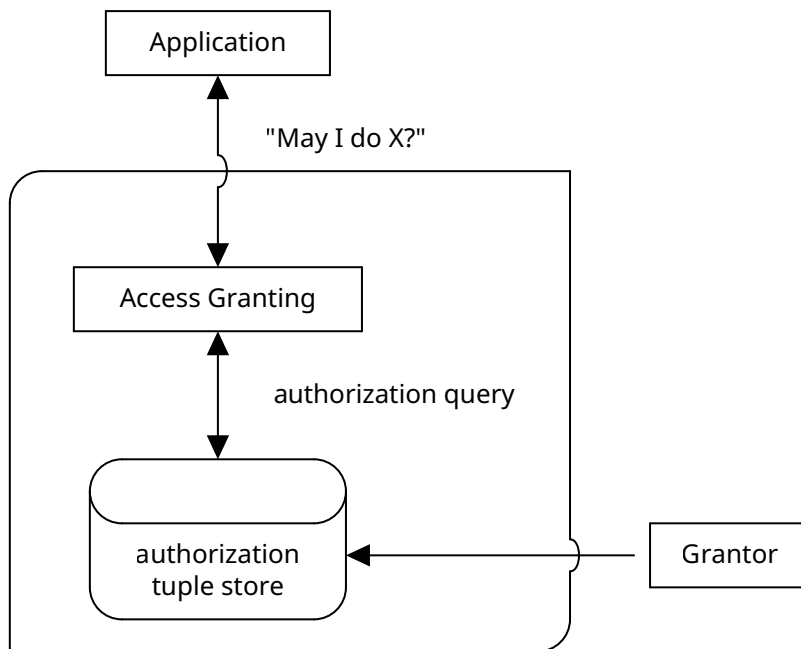 Application
"May I do X?"
Access Granting
authorization query
authorization
tuple store
Grantor